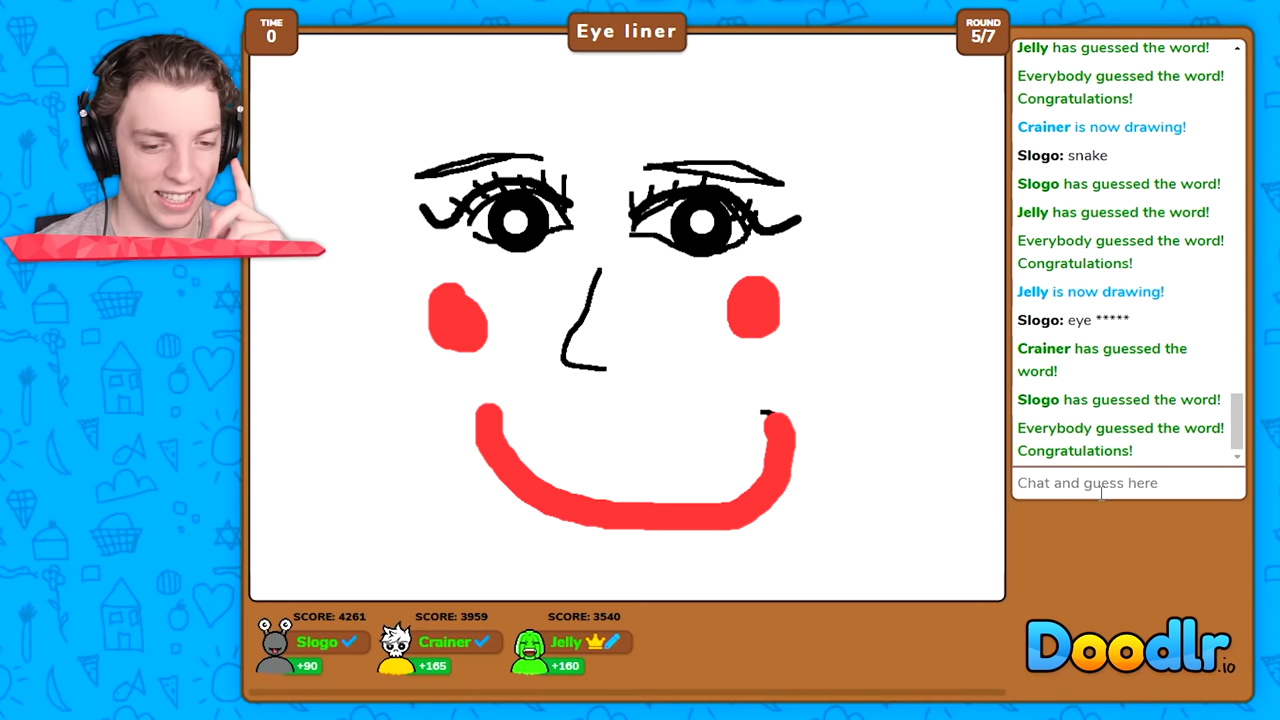 TIME
0
Eye liner
ROUND
5/7
Jelly has guessed the word!
Everybody guessed the word!
Congratulations!
Crainer is now drawing!
Slogo: snake
Slogo has guessed the word!
Jelly has guessed the word!
Everybody guessed the word!
Congratulations!
Jelly is now drawing!
Slogo: eye *****
Crainer has guessed the
word!
Slogo has guessed the word!
Everybody guessed the word!
Congratulations!
Chat and guess here
SCORE: 4261
Slogo
+90
SCORE: 3959
Crainer
+165
SCORE: 3540
Jelly
+160
Doodlr.io